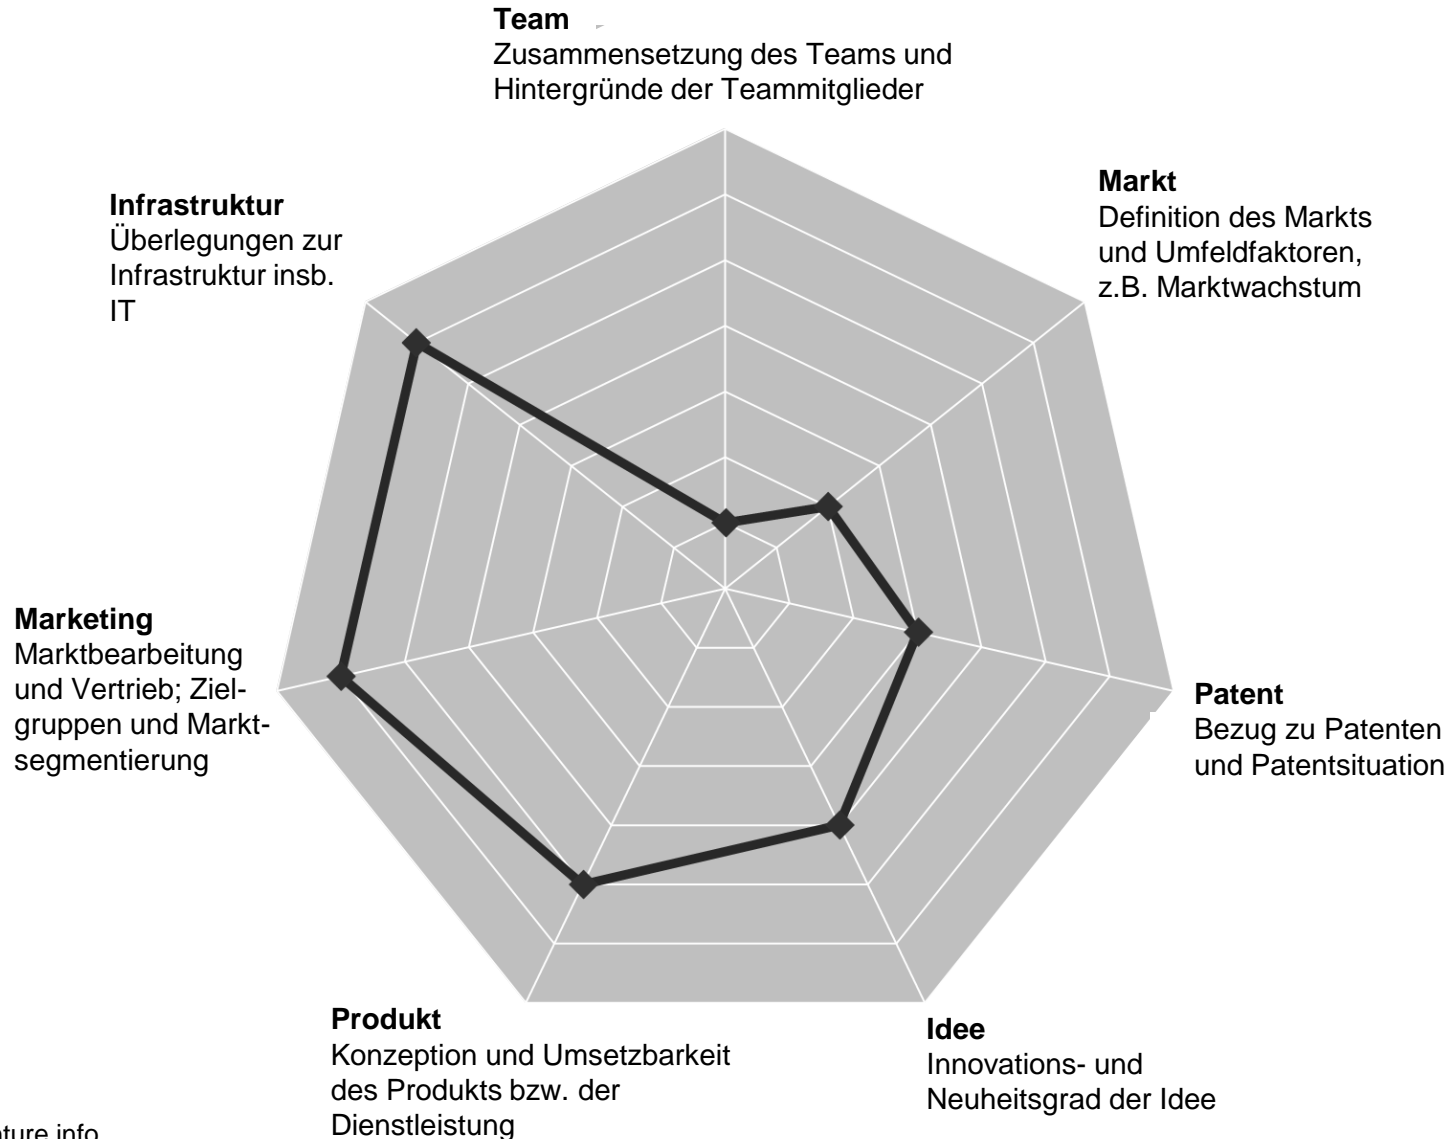 Team
Zusammensetzung des Teams und
Hintergründe der Teammitglieder
Markt
Definition des Markts
und Umfeldfaktoren,
z.B. Marktwachstum
Infrastruktur
Überlegungen zur
Infrastruktur insb.
IT
Marketing
Marktbearbeitung
und Vertrieb; Ziel-
gruppen und Markt-
segmentierung
Patent
Bezug zu Patenten
und Patentsituation
Produkt
Konzeption und Umsetzbarkeit
des Produkts bzw. der
Dienstleistung
Idee
Innovations- und
Neuheitsgrad der Idee
info